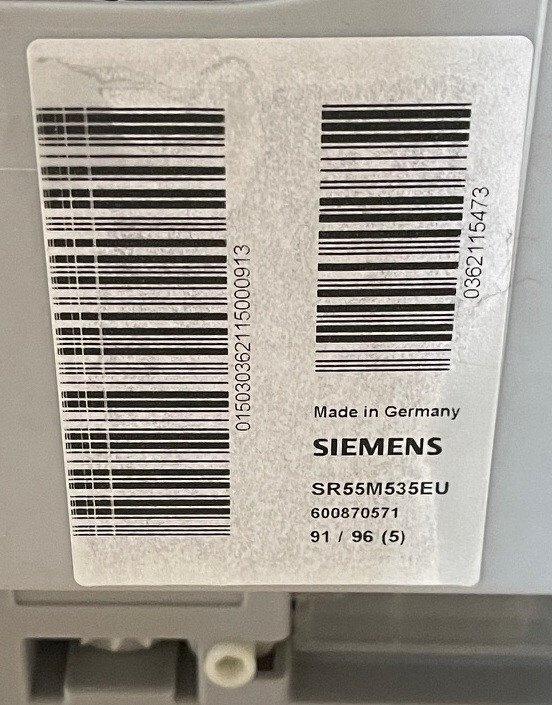 015030362115000913
0362115473
Made in Germany
SIEMENS
SR55M535EU
600870571
91 / 96 (5)